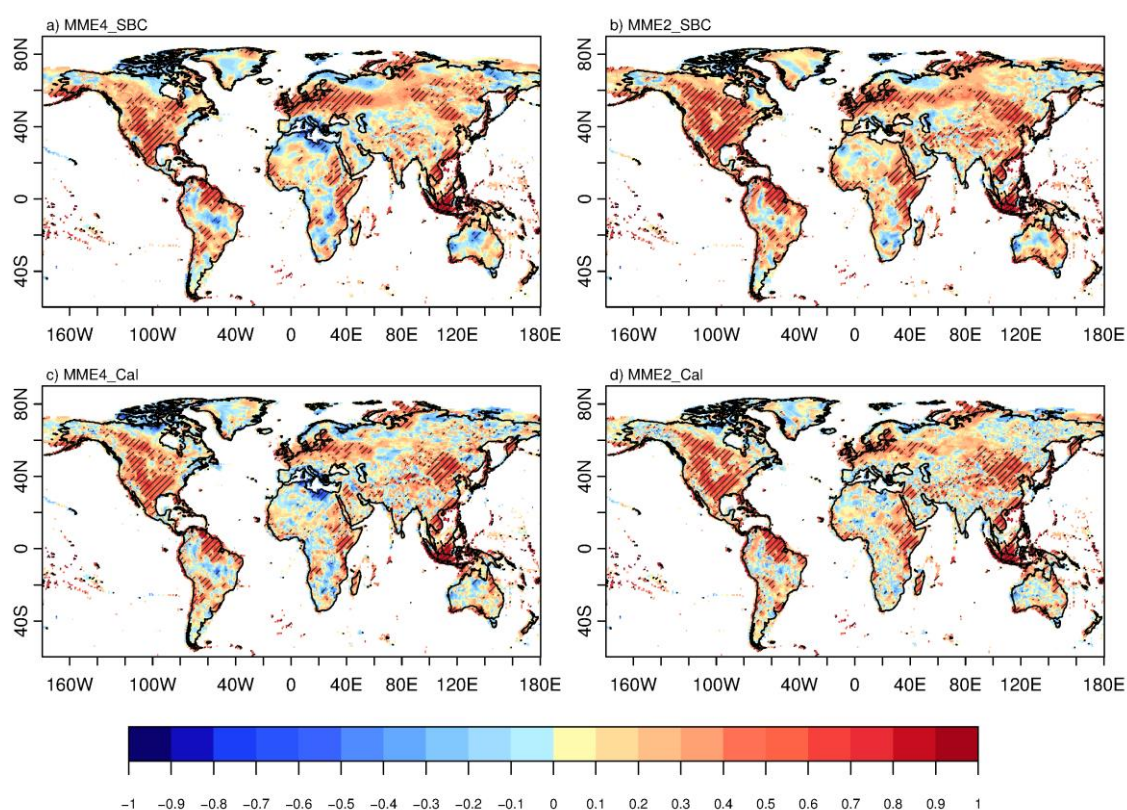 a) MME4_SBC
b) MME2_SBC
80N
40N
0
40S
160W 100W 40W 0 40E 80E 120E 180E
80N
40N
0
40S
160W 100W 40W 0 40E 80E 120E 180E
c) MME4_Cal
d) MME2_Cal
80N
40N
0
40S
160W 100W 40W 0 40E 80E 120E 180E
80N
40N
0
40S
160W 100W 40W 0 40E 80E 120E 180E
−1 −0.9 −0.8 −0.7 −0.6 −0.5 −0.4 −0.3 −0.2 −0.1 0 0.1 0.2 0.3 0.4 0.5 0.6 0.7 0.8 0.9 1